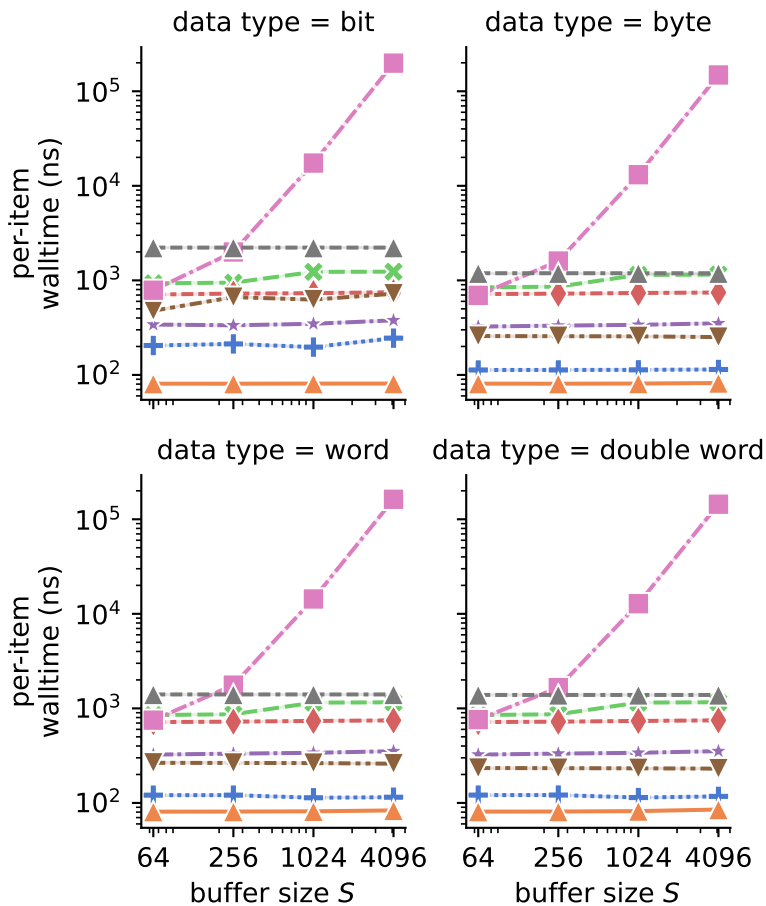 data type = bit
data type = byte
per-item
walltime (ns)
10^5
10^4
10^3
10^2
data type = word
data type = double word
per-item
walltime (ns)
10^5
10^4
10^3
10^2
64 256 1024 4096
64 256 1024 4096
buffer size S
buffer size S